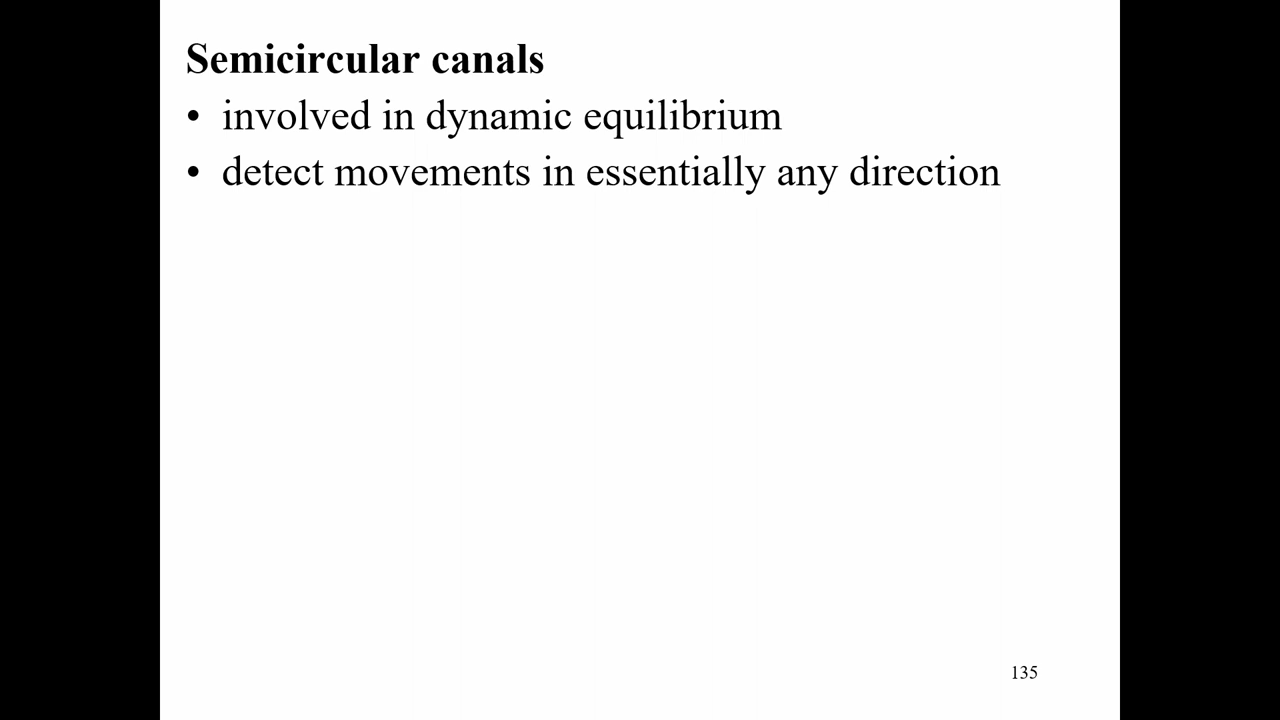 Semicircular canals
• involved in dynamic equilibrium
• detect movements in essentially any direction
135